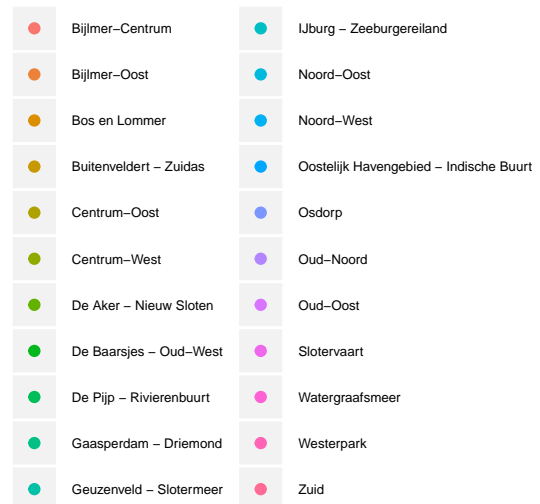 Bijlmer−Centrum
Bijlmer−Oost
Bos en Lommer
Buitenveldert − Zuidas
Centrum−Oost
Centrum−West
De Aker − Nieuw Sloten
De Baarsjes − Oud−West
De Pijp − Rivierenbuurt
Gaasperdam − Driemond
Geuzenveld − Slotermeer
IJburg − Zeeburgereiland
Noord−Oost
Noord−West
Oostelijk Havengebied − Indische Buurt
Osdorp
Oud−Noord
Oud−Oost
Slotervaart
Watergraafsmeer
Westerpark
Zuid